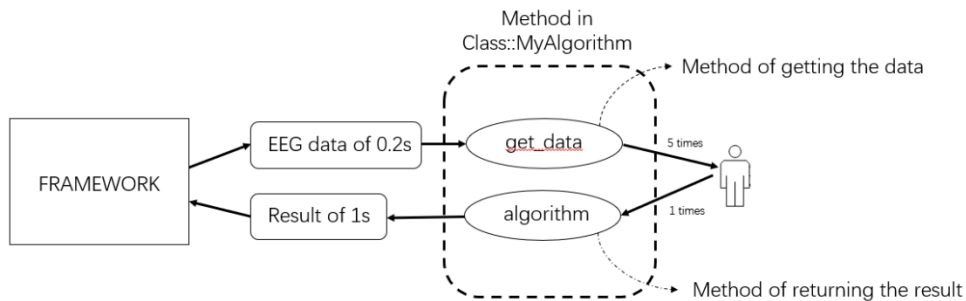 Method in
Class::MyAlgorithm
Method of getting the data
EEG data of 0.2s
get_data
5 times
FRAMEWORK
Result of 1s
algorithm
1 times
Method of returning the result